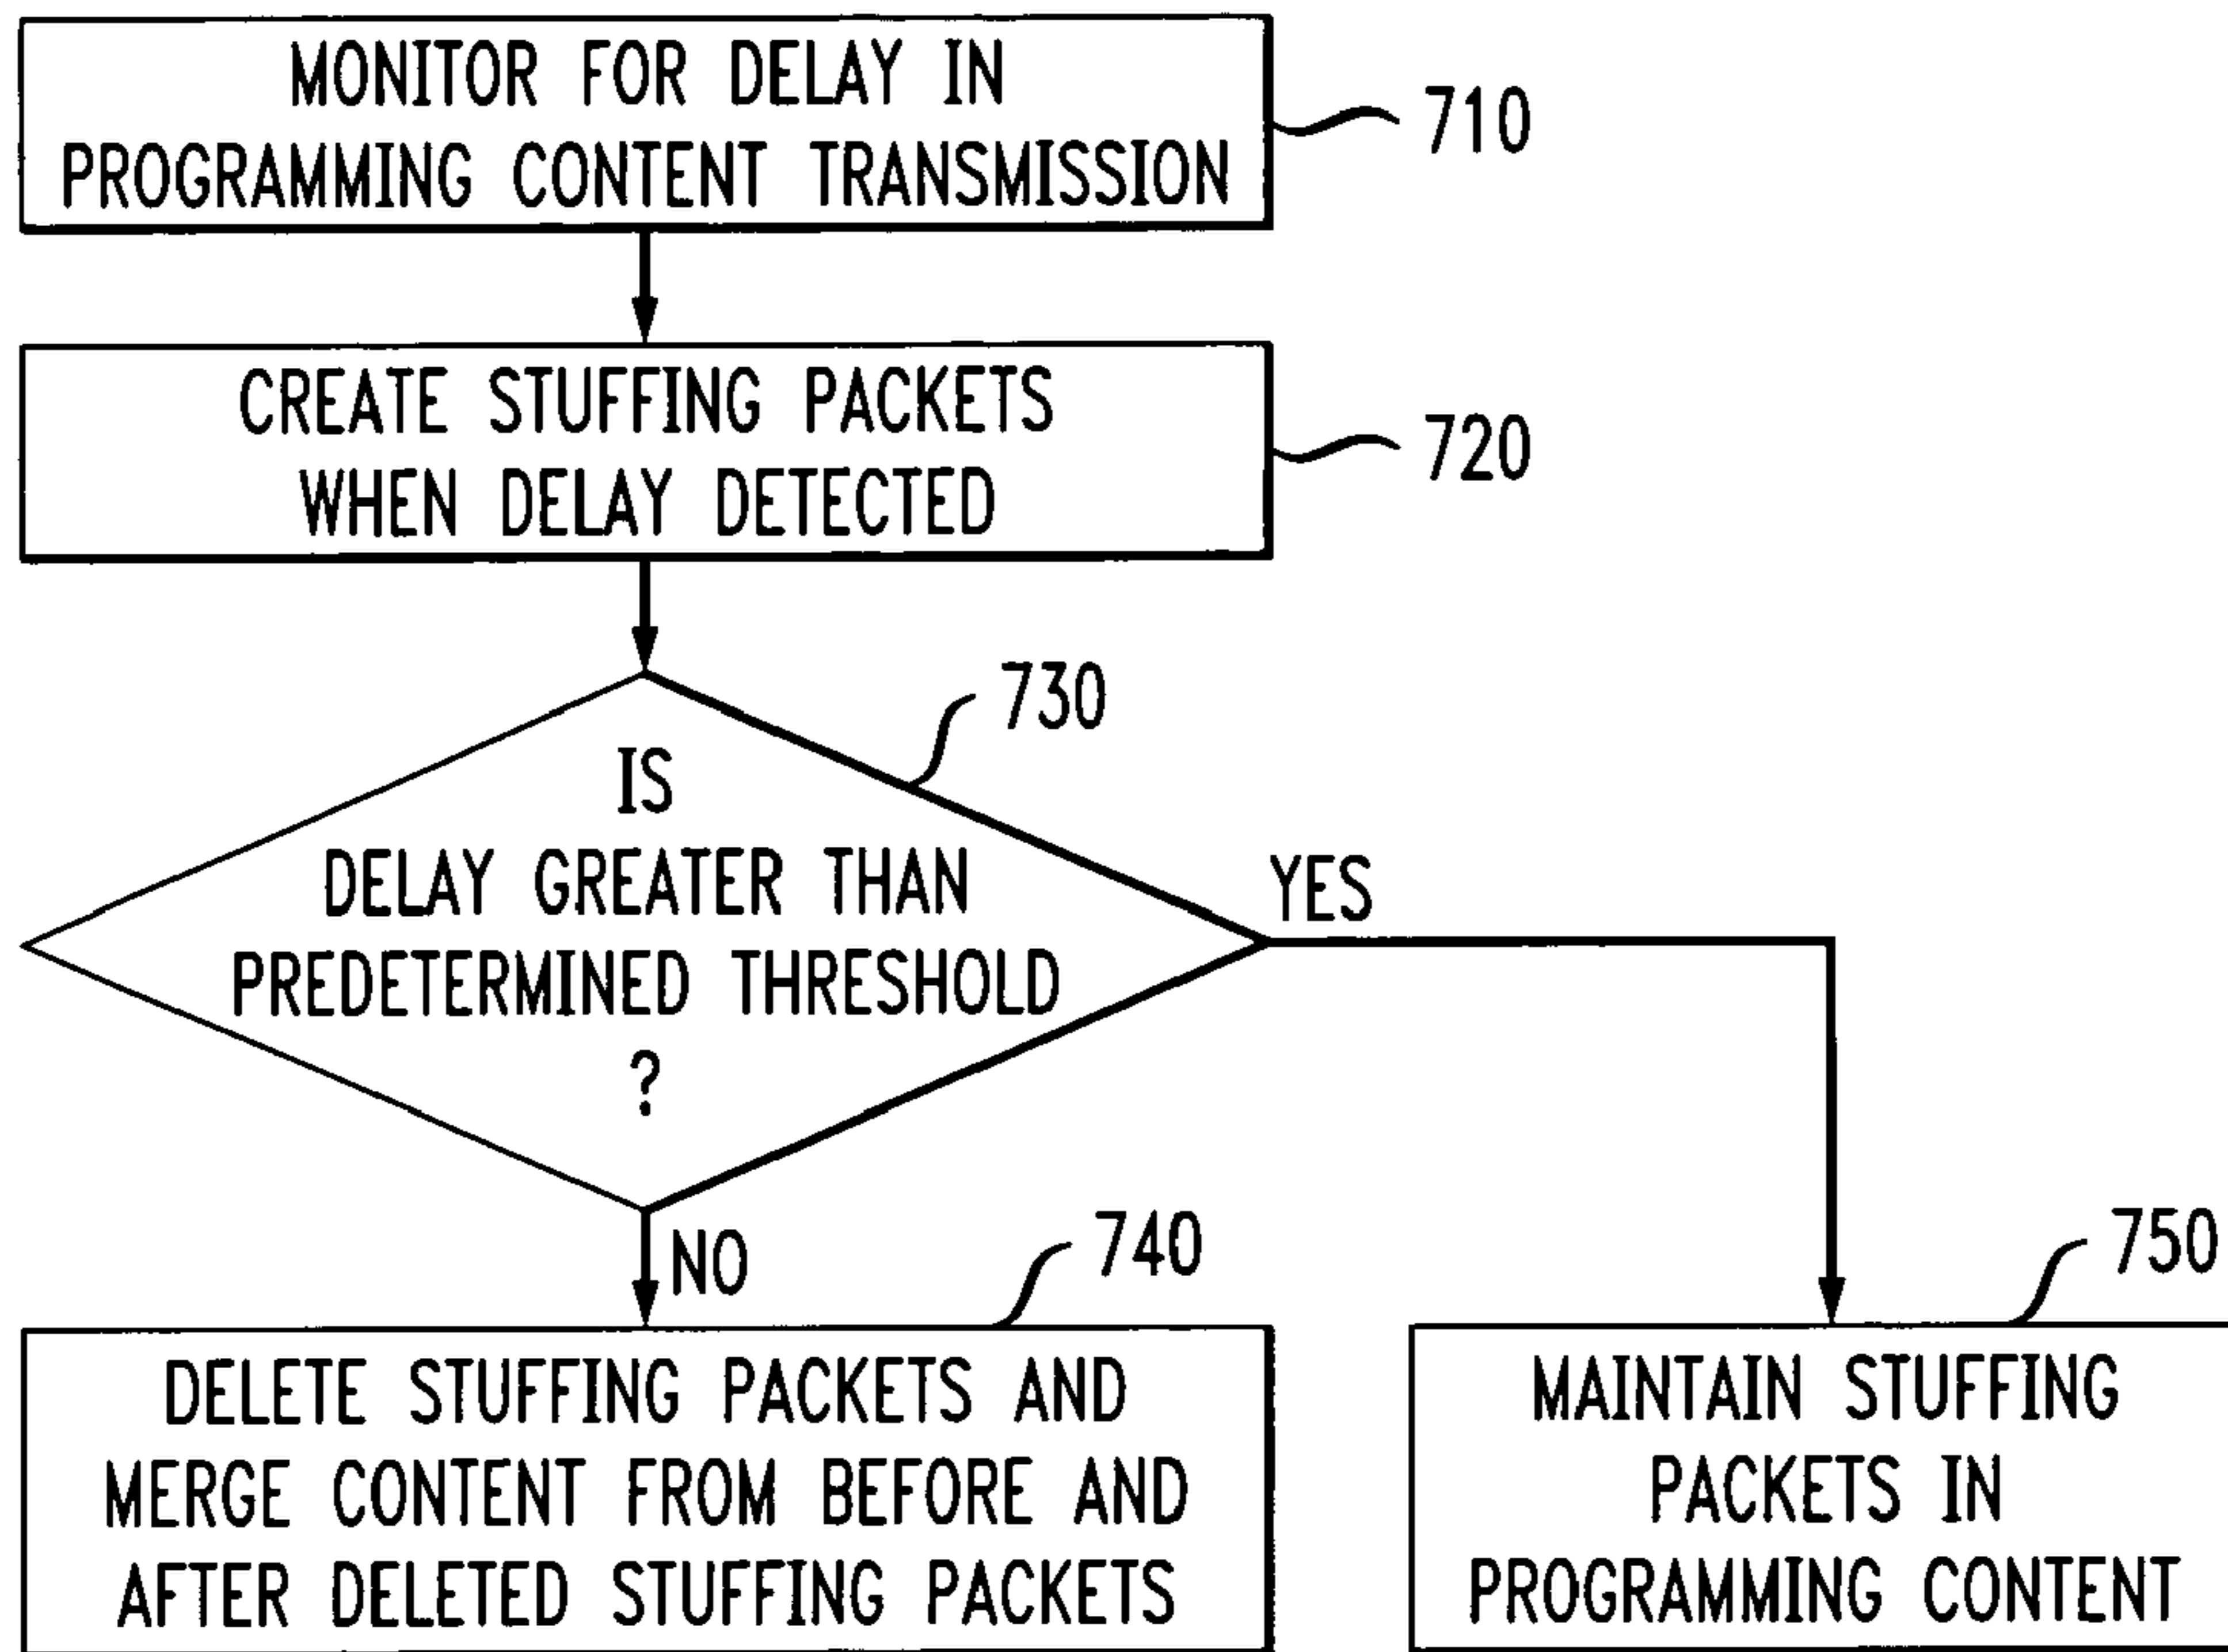 MONITOR FOR DELAY IN
PROGRAMMING CONTENT TRANSMISSION
710
CREATE STUFFING PACKETS
WHEN DELAY DETECTED
720
730
IS
DELAY GREATER THAN
PREDETERMINED THRESHOLD
?
YES
NO
740
750
DELETE STUFFING PACKETS AND
MERGE CONTENT FROM BEFORE AND
AFTER DELETED STUFFING PACKETS
MAINTAIN STUFFING
PACKETS IN
PROGRAMMING CONTENT